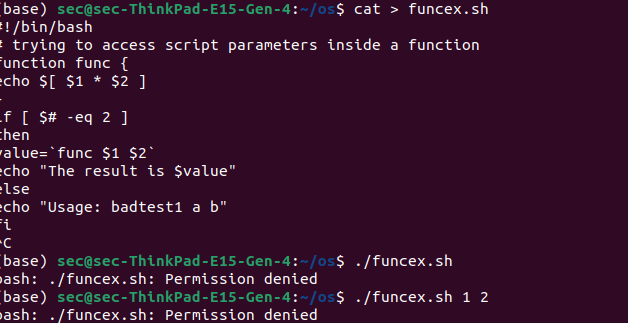 (base) sec@sec-ThinkPad-E15-Gen-4:~/os$ cat > funcex.sh
#!/bin/bash
# trying to access script parameters inside a function
function func {
echo $[ $1 * $2 ]
}
if [ $# -eq 2 ]
then
value=`func $1 $2`
echo "The result is $value"
else
echo "Usage: badtest1 a b"
fi
^C
(base) sec@sec-ThinkPad-E15-Gen-4:~/os$ ./funcex.sh
bash: ./funcex.sh: Permission denied
(base) sec@sec-ThinkPad-E15-Gen-4:~/os$ ./funcex.sh 1 2
bash: ./funcex.sh: Permission denied